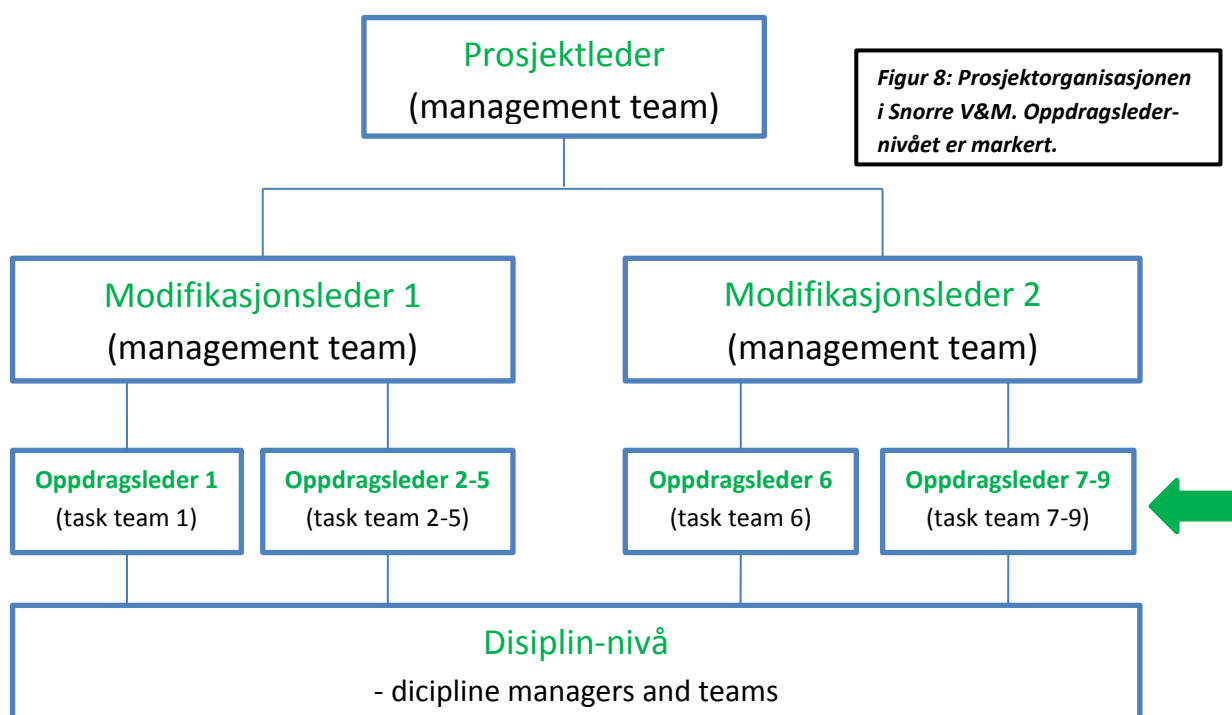 Prosjektleder
(management team)
Figur 8: Prosjektorganisasjonen
i Snorre V&M. Oppdragsleder-
nivået er markert.
Modifikasjonsleder 1
(management team)
Modifikasjonsleder 2
(management team)
Oppdragsleder 1
(task team 1)
Oppdragsleder 2-5
(task team 2-5)
Oppdragsleder 6
(task team 6)
Oppdragsleder 7-9
(task team 7-9)
Disiplin-nivå
- dicipline managers and teams